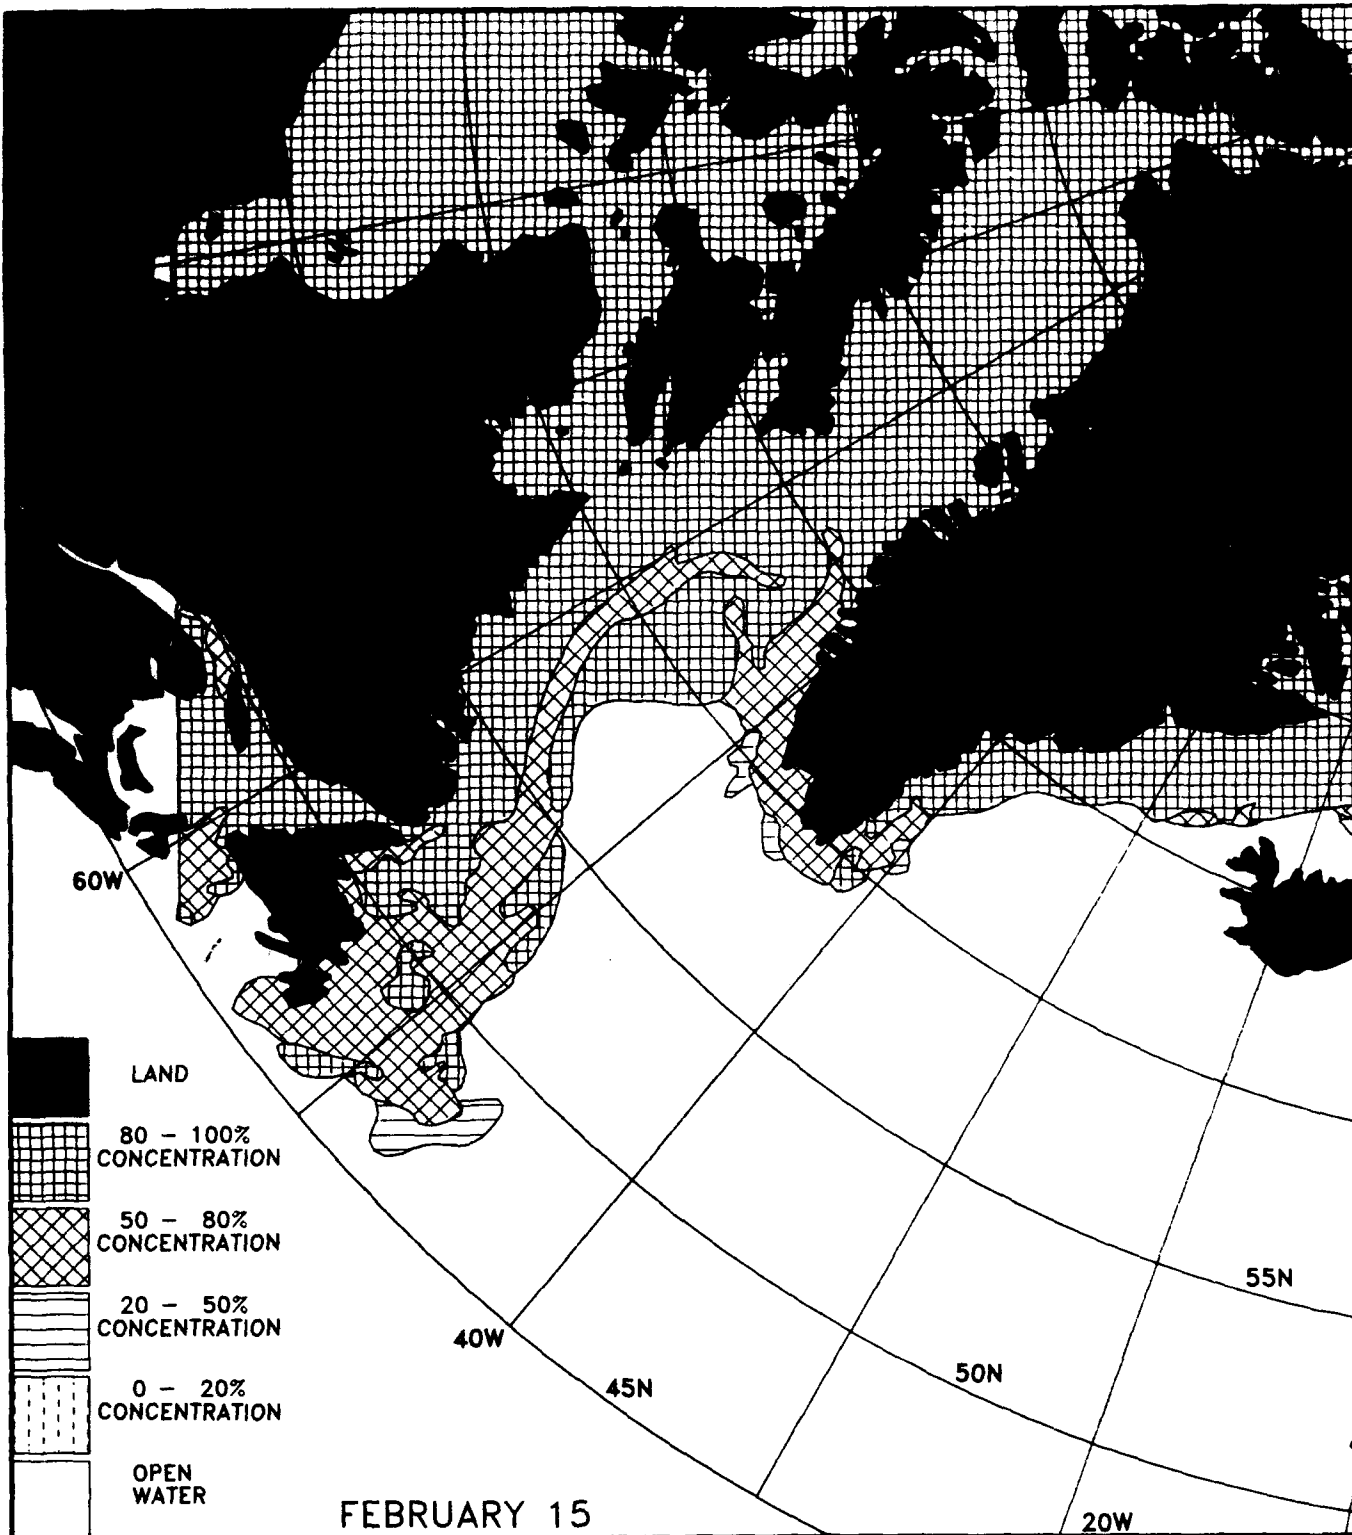 60W
LAND
80 - 100%
CONCENTRATION
50 - 80%
CONCENTRATION
20 - 50%
CONCENTRATION
0 - 20%
CONCENTRATION
OPEN
WATER
55N
40W
50N
45N
FEBRUARY 15
20W